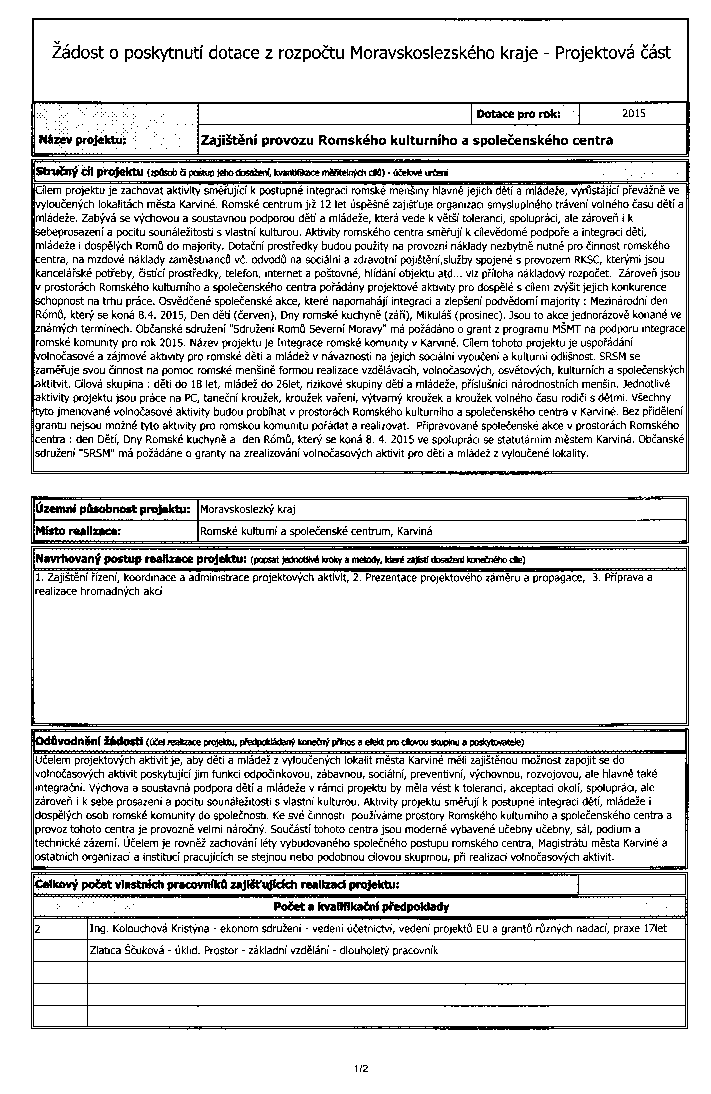 Žádost o poskytnutí dotace z rozpočtu Moravskoslezského kraje - Projektová část
Dotace pro rok: 2015
Název projektu: Zajištění provozu Romského kulturního a společenského centra
Stručný cíl projektu (způsob či postup jeho dosažení, kvantifikace měřitelných cílů) - účelové určení
Cílem projektu je zachovat aktivity směřující k postupné integraci romské menšiny hlavně jejich dětí a mládeže, vyrůstající převážně ve
vyloučených lokalitách města Karviné. Romské centrum již 12 let úspěšně zajišťuje organizaci smysluplného trávení volného času dětí a
mládeže. Zabývá se výchovou a soustavnou podporou dětí a mládeže, která vede k větší toleranci, spolupráci, ale zároveň i k
sebeprosazení a pocitu sounáležitosti s vlastní kulturou. Aktivity romského centra směřují k cílevědomé podpoře a integraci dětí,
mládeže i dospělých Romů do majority. Dotační prostředky budou použity na provozní náklady nezbytně nutné pro činnost romského
centra, na mzdové náklady zaměstnanců vč. odvodů na sociální a zdravotní pojištění,služby spojené s provozem RKSC, kterými jsou
kancelářské potřeby, čistící prostředky, telefon, internet a poštovné, hlídání objektu atd... viz příloha nákladový rozpočet. Zároveň jsou
v prostorách Romského kulturního a společenského centra pořádány projektové aktivity pro dospělé s cílem zvýšit jejich konkurence
schopnost na trhu práce. Osvědčené společenské akce, které napomahájí integraci a zlepšení podvědomí majority : Mezinárodní den
Rómů, který se koná 8.4. 2015, Den dětí (červen), Dny romské kuchyně (září), Mikuláš (prosinec). Jsou to akce jednorázově konané ve
známých termínech. Občanské sdružení "Sdružení Romů Severní Moravy" má požádáno o grant z programu MŠMT na podporu integrace
romské komunity pro rok 2015. Název projektu je Integrace romské komunity v Karviné. Cílem tohoto projektu je uspořádání
volnočasové a zájmové aktivity pro romské děti a mládež v návaznosti na jejich sociální vyoučení a kulturní odlišnost. SRSM se
zaměřuje svou činnost na pomoc romské menšině formou realizace vzdělávacíh, volnočasových, osvětových, kulturních a společenských
aktitvit. Cílová skupina : děti do 18 let, mládež do 26let, rizikové skupiny dětí a mládeže, příslušníci národnostních menšin. Jednotlivé
aktivity projektu jsou práce na PC, taneční kroužek, kroužek vaření, výtvarný kroužek a kroužek volného času rodiči s dětmi. Všechny
tyto jmenované volnočasové aktivity budou probíhat v prostorách Romského kulturního a společenského centra v Karviné. Bez přidělení
grantu nejsou možné tyto aktivity pro romskou komunitu pořádat a realizovat. Připravované společenské akce v prostorách Romského
centra : den Dětí, Dny Romské kuchyně a den Rómů, který se koná 8. 4. 2015 ve spolupráci se statutárním městem Karviná. Občanské
sdružení "SRSM" má požádáno o granty na zrealizování volnočasových aktivit pro děti a mládež z vyloučené lokality.
Územní působnost projektu: Moravskoslezký kraj
Místo realizace: Romské kulturní a společenské centrum, Karviná
Navrhovaný postup realizace projektu: (popsat jednotlivé kroky a metody, které zajistí dosažení konečného cíle)
1. Zajištění řízení, koordinace a administrace projektových aktivit, 2. Prezentace projektového záměru a propagace, 3. Příprava a
realizace hromadných akcí
Odůvodnění žádosti (účel realizace projektu, předpokládaný konečný přínos a efekt pro cílovou skupinu a poskytovatele)
Účelem projektových aktivit je, aby děti a mládež z vyloučených lokalit města Karviné měli zajištěnou možnost zapojit se do
volnočasových aktivit poskytující jim funkci odpočinkovou, zábavnou, sociální, preventivní, výchovnou, rozvojovou, ale hlavně také
integrační. Výchova a soustavná podpora dětí a mládeže v rámci projektu by měla vést k toleranci, akceptaci okolí, spolupráci, ale
zároveň i k sebe prosazení a pocitu sounáležitosti s vlastní kulturou. Aktivity projektu směřují k postupné integraci dětí, mládeže i
dospělých osob romské komunity do společnosti. Ke své činnosti používáme prostory Romského kulturního a společenského centra a
provoz tohoto centra je provozně velmi náročný. Součástí tohoto centra jsou moderně vybavené učebny učebny, sál, podium a
technické zázemí. Účelem je rovněž zachování léty vybudovaného společného postupu romského centra, Magistrátu města Karviné a
ostatních organizací a institucí pracujících se stejnou nebo podobnou cílovou skupinou, při realizaci volnočasových aktivit.
Celkový počet vlastních pracovníků zajišťujících realizaci projektu:
Počet a kvalifikační předpoklady
2 Ing. Kolouchová Kristýna - ekonom sdružení - vedení účetnictví, vedení projektů EU a grantů různých nadací, praxe 17let
Zlatica Ščuková - úklid. Prostor - základní vzdělání - dlouholetý pracovník
1/2